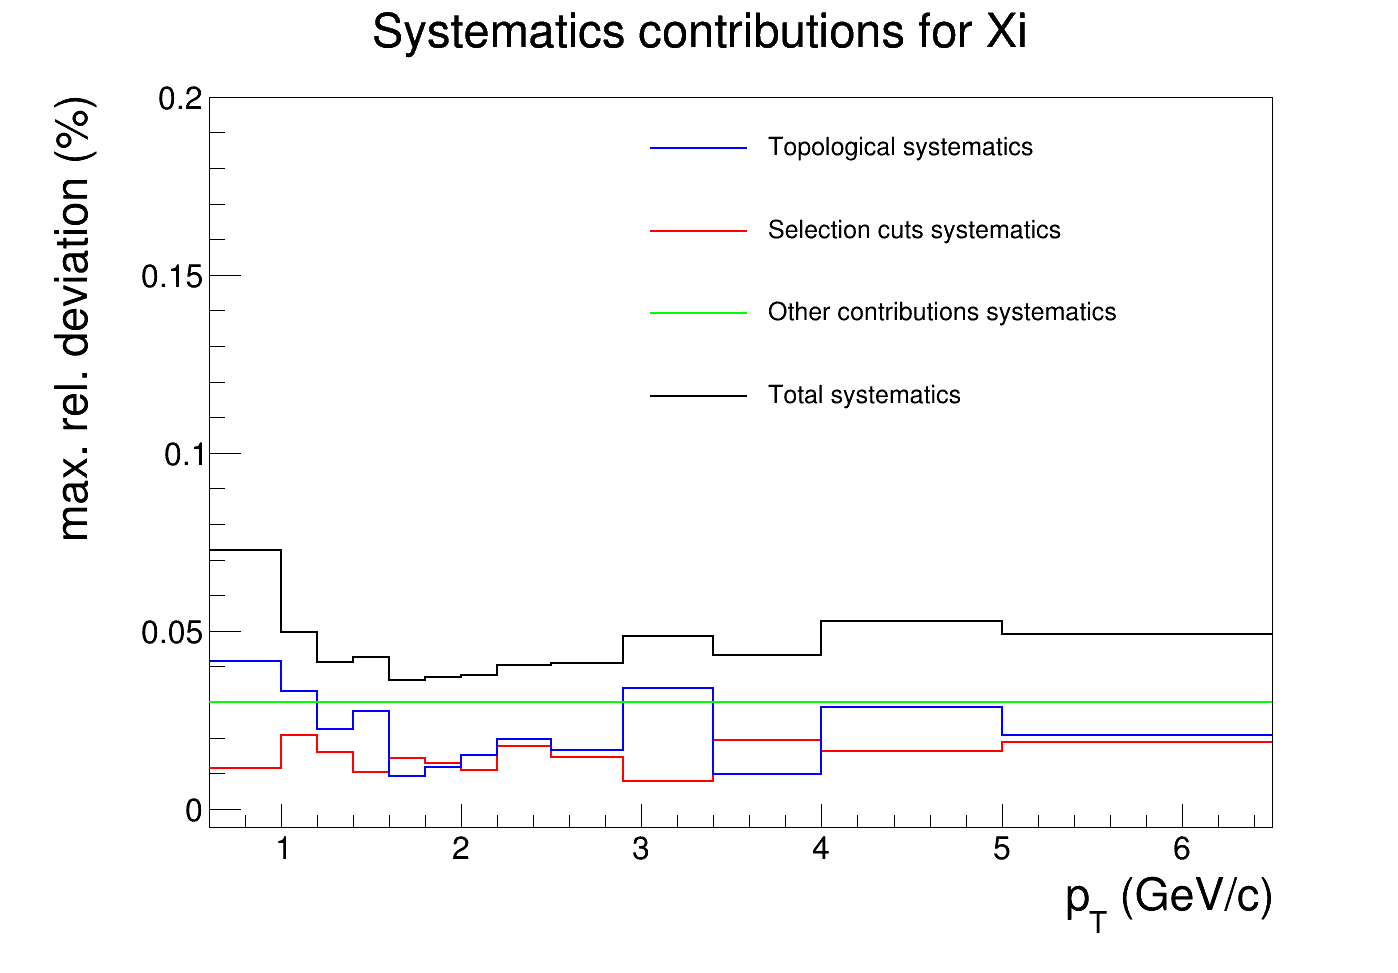 Systematics contributions for Xi
max. rel. deviation (%)
0.2
0.15
0.1
0.05
0
Topological systematics
Selection cuts systematics
Other contributions systematics
Total systematics
1 2 3 4 5 6
pT (GeV/c)